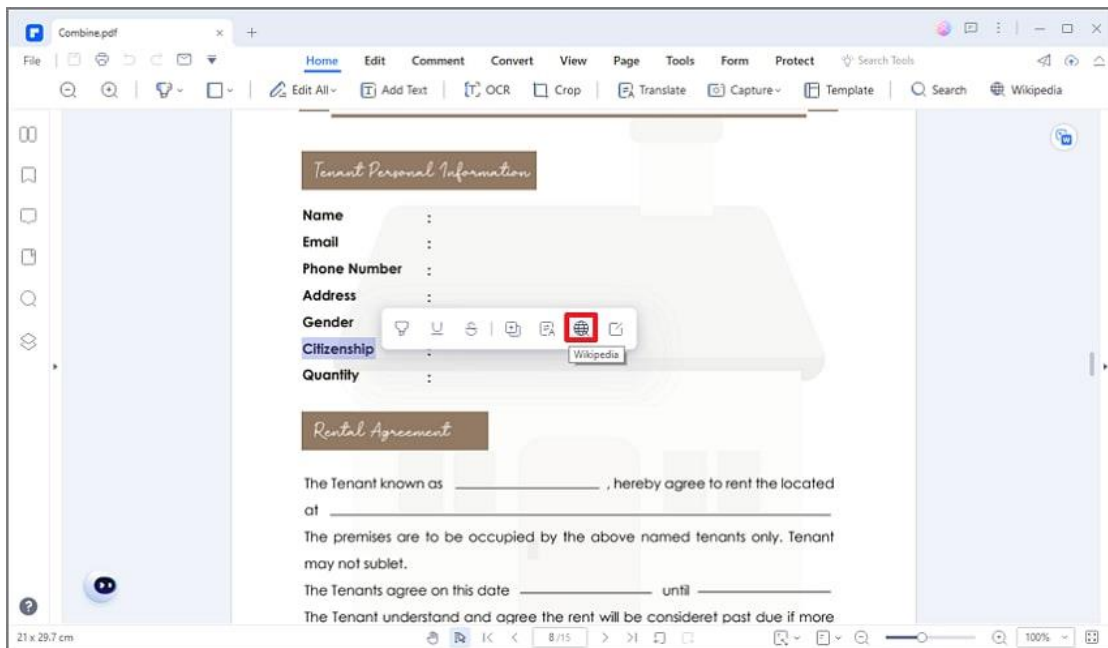 Combine.pdf
File Home Edit Comment Convert View Page Tools Form Protect Search Tools
Edit All Add Text OCR Crop Translate Capture Template Search Wikipedia
Tenant Personal Information
Name :
Email :
Phone Number :
Address :
Gender
Citizenship :
Wikipedia
Quantity :
Rental Agreement
The Tenant known as ____________ , hereby agree to rent the located
at ____________
The premises are to be occupied by the above named tenants only. Tenant
may not sublet.
The Tenants agree on this date ____________ until ____________
The Tenant understand and agree the rent will be consideret past due if more
21 x 29.7 cm 8/15 100%